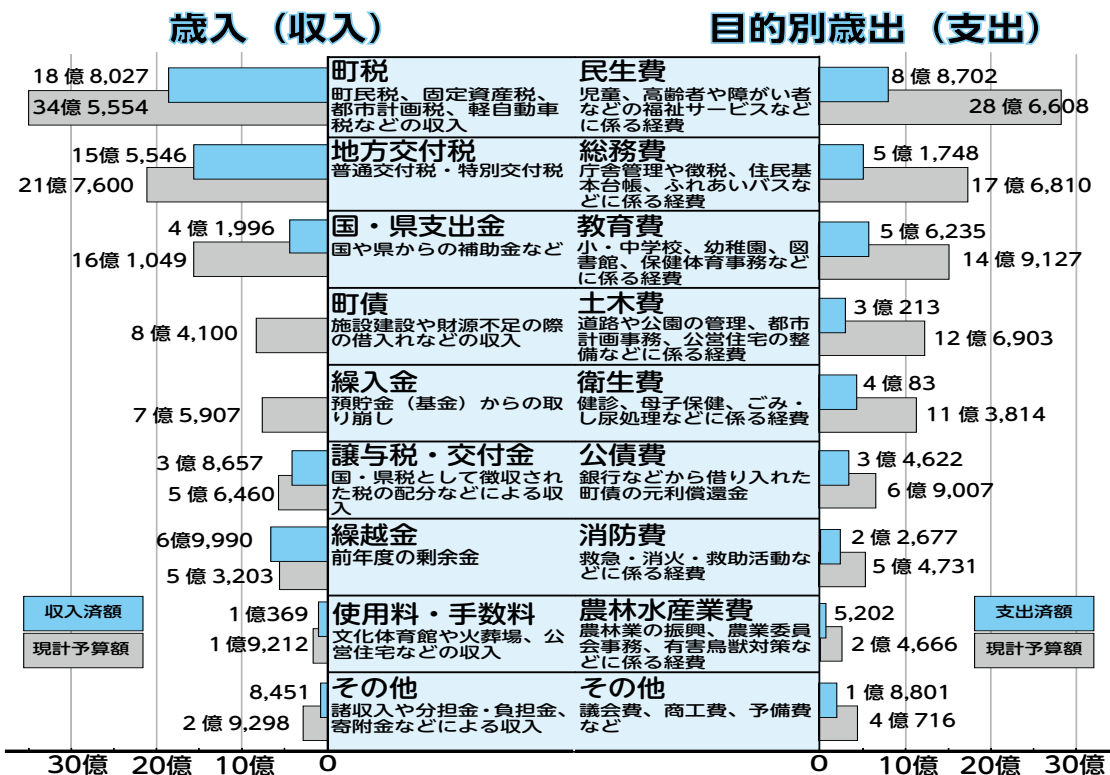 歳入（収入）
目的別歳出（支出）
18 億 8,027
34億 5,554
町税
町民税、固定資産税、
都市計画税、軽自動車
税などの収入
民生費
児童、高齢者や障がい者
などの福祉サービスなど
に係る経費
8 億 8,702
28 億 6,608
15億 5,546
21億 7,600
地方交付税
普通交付税・特別交付税
総務費
庁舎管理や徴税、住民基
本台帳、ふれあいバスな
どに係る経費
5 億 1,748
17 億 6,810
4 億 1,996
16億 1,049
国・県支出金
国や県からの補助金など
教育費
小・中学校、幼稚園、図
書館、保健体育事務など
に係る経費
5 億 6,235
14 億 9,127
8 億 4,100
町債
施設建設や財源不足の際
の借入れなどの収入
土木費
道路や公園の管理、都市
計画事務、公営住宅の整
備などに係る経費
3 億 213
12 億 6,903
7 億 5,907
繰入金
預貯金（基金）からの取
り崩し
衛生費
健診、母子保健、ごみ・
し尿処理などに係る経費
4 億 83
11 億 3,814
3 億 8,657
5 億 6,460
譲与税・交付金
国・県税として徴収され
た税の配分などによる収
入
公債費
銀行などから借り入れた
町債の元利償還金
3 億 4,622
6 億 9,007
6億9,990
5 億 3,203
繰越金
前年度の剰余金
消防費
救急・消火・救助活動な
どに係る経費
2 億 2,677
5 億 4,731
収入済額
現計予算額
1 億369
1 億9,212
使用料・手数料
文化体育館や火葬場、公
営住宅などの収入
農林水産業費
農林業の振興、農業委員
会事務、有害鳥獣対策な
どに係る経費
5,202
2 億 4,666
支出済額
現計予算額
8,451
2 億 9,298
その他
諸収入や分担金・負担金、
寄附金などによる収入
その他
議会費、商工費、予備費
など
1 億 8,801
4 億 716
30億 20億 10億 0 0 10億 20億 30億